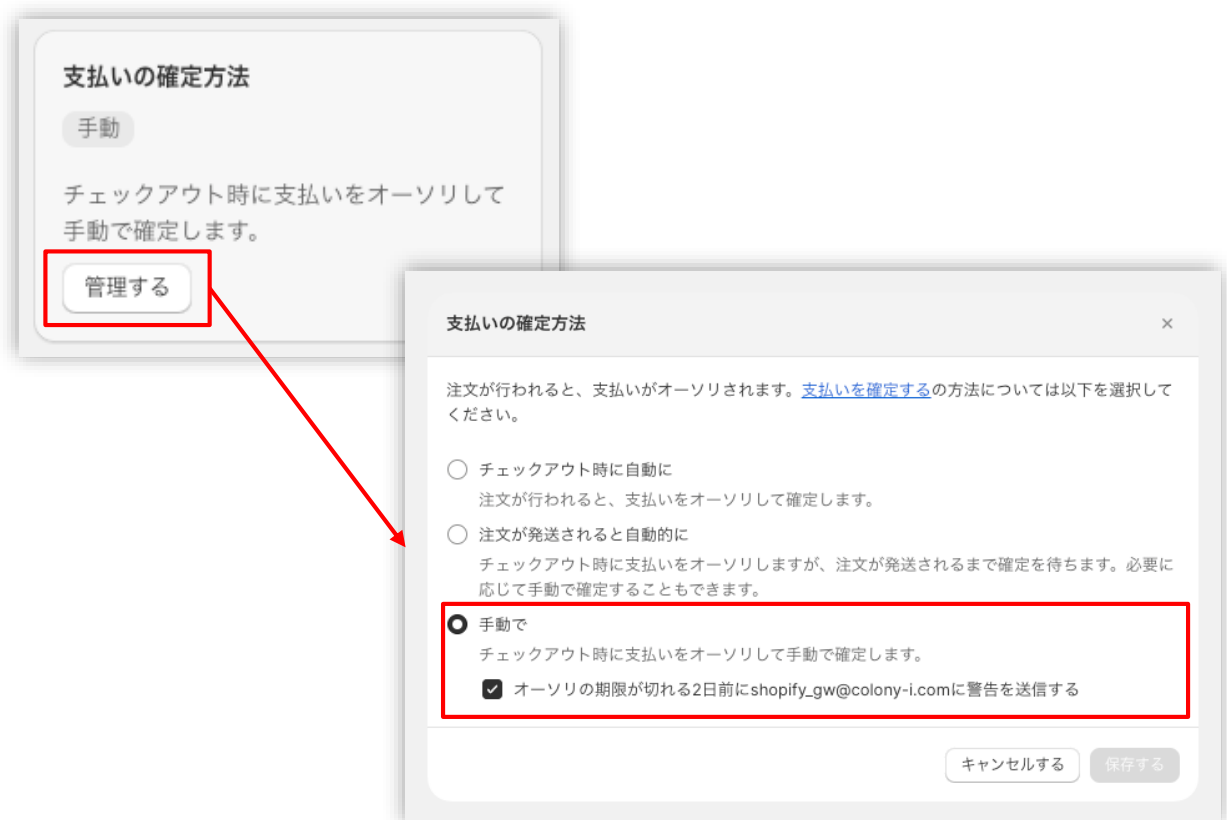 支払いの確定方法
手動
チェックアウト時に支払いをオーソリして
手動で確定します。
管理する
支払いの確定方法
注文が行われると、支払いがオーソリされます。支払いを確定するの方法については以下を選択して
ください。
チェックアウト時に自動に
注文が行われると、支払いをオーソリして確定します。
注文が発送されると自動的に
チェックアウト時に支払いをオーソリしますが、注文が発送されるまで確定を待ちます。必要に
応じて手動で確定することもできます。
手動で
チェックアウト時に支払いをオーソリして手動で確定します。
オーソリの期限が切れる2日前にshopify_gw@colony-i.comに警告を送信する
キャンセルする
保存する